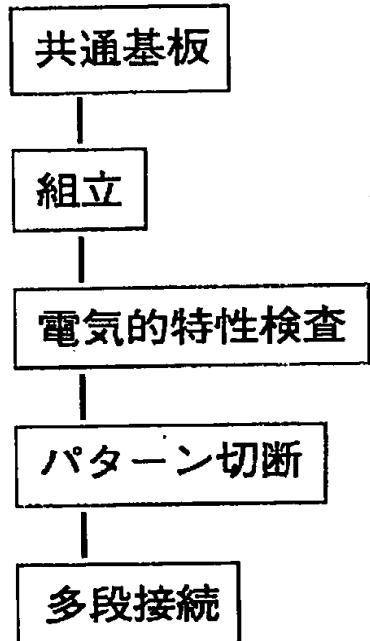 共通基板
組立
電気的特性検査
パターン切断
多段接続